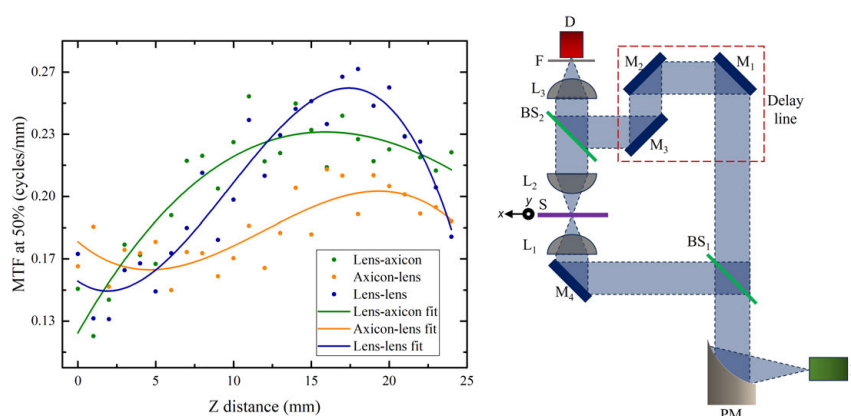 MTF at 50% (cycles/mm)
0.27
0.23
0.20
0.17
0.13
0
5
10
15
20
25
Z distance (mm)
Lens-axicon
Axicon-lens
Lens-lens
Lens-axicon fit
Axicon-lens fit
Lens-lens fit
D
F
L3
M2
M1
Delay
line
BS2
M3
L2
y
x
S
L1
BS1
M4
PM